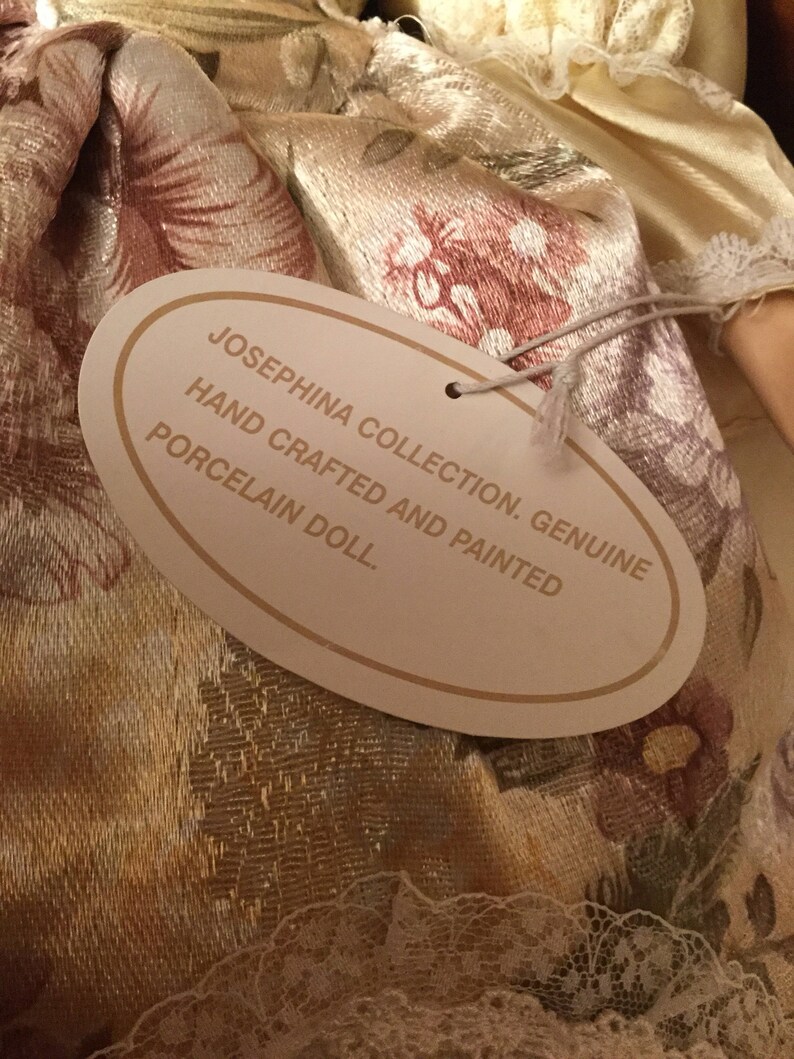 JOSEPHINA COLLECTION. GENUINE
HAND CRAFTED AND PAINTED
PORCELAIN DOLL.